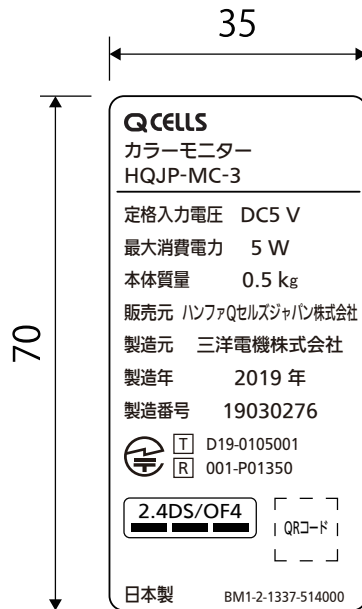 35
70
QCELLS
カラーモニター
HQJP-MC-3
定格入力電圧 DC5 V
最大消費電力 5 W
本体質量 0.5 kg
販売元 ハンファQセルズジャパン株式会社
製造元 三洋電機株式会社
製造年 2019 年
製造番号 19030276
T D19-0105001
R 001-P01350
2.4DS/OF4
QRコード
日本製 BM1-2-1337-514000